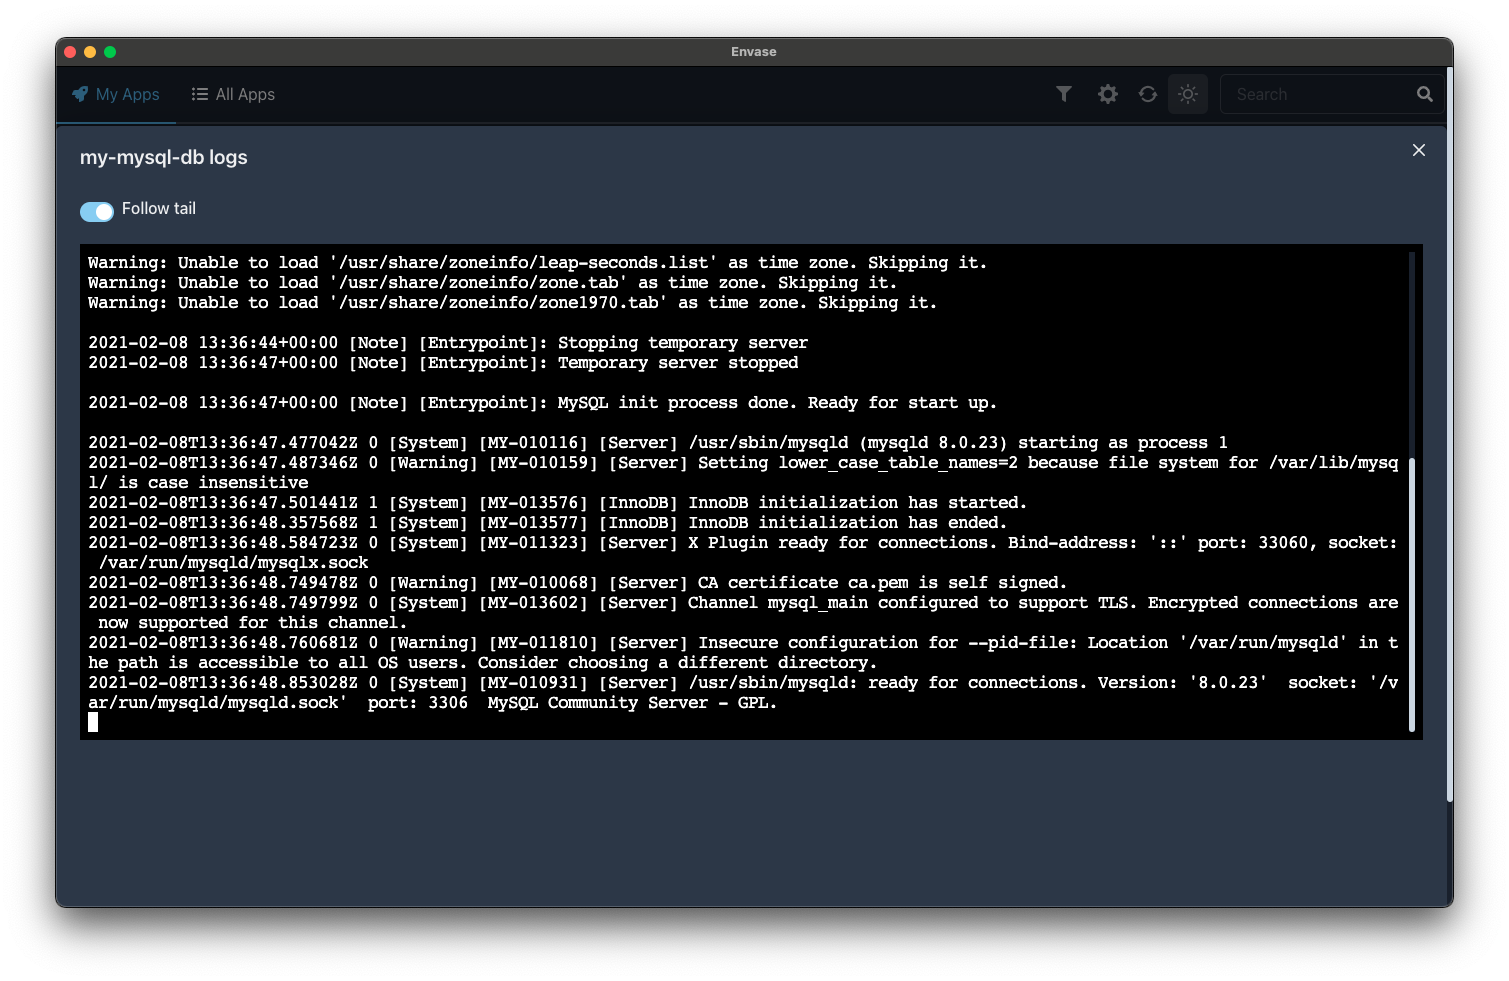 Envase
My Apps
All Apps
Search
my-mysql-db logs
Follow tail
Warning: Unable to load '/usr/share/zoneinfo/leap-seconds.list' as time zone. Skipping it.
Warning: Unable to load '/usr/share/zoneinfo/zone.tab' as time zone. Skipping it.
Warning: Unable to load '/usr/share/zoneinfo/zone1970.tab' as time zone. Skipping it.
2021-02-08 13:36:44+00:00 [Note] [Entrypoint]: Stopping temporary server
2021-02-08 13:36:47+00:00 [Note] [Entrypoint]: Temporary server stopped
2021-02-08 13:36:47+00:00 [Note] [Entrypoint]: MySQL init process done. Ready for start up.
2021-02-08T13:36:47.477042Z 0 [System] [MY-010116] [Server] /usr/sbin/mysqld (mysqld 8.0.23) starting as process 1
2021-02-08T13:36:47.487346Z 0 [Warning] [MY-010159] [Server] Setting lower_case_table_names=2 because file system for /var/lib/mysq
l/ is case insensitive
2021-02-08T13:36:47.501441Z 1 [System] [MY-013576] [InnoDB] InnoDB initialization has started.
2021-02-08T13:36:48.357568Z 1 [System] [MY-013577] [InnoDB] InnoDB initialization has ended.
2021-02-08T13:36:48.584723Z 0 [System] [MY-011323] [Server] X Plugin ready for connections. Bind-address: '::' port: 33060, socket:
/var/run/mysqld/mysqlx.sock
2021-02-08T13:36:48.749478Z 0 [Warning] [MY-010068] [Server] CA certificate ca.pem is self signed.
2021-02-08T13:36:48.749799Z 0 [System] [MY-013602] [Server] Channel mysql_main configured to support TLS. Encrypted connections are
now supported for this channel.
2021-02-08T13:36:48.760681Z 0 [Warning] [MY-011810] [Server] Insecure configuration for --pid-file: Location '/var/run/mysqld' in t
he path is accessible to all OS users. Consider choosing a different directory.
2021-02-08T13:36:48.853028Z 0 [System] [MY-010931] [Server] /usr/sbin/mysqld: ready for connections. Version: '8.0.23'  socket: '/v
ar/run/mysqld/mysqld.sock'  port: 3306  MySQL Community Server - GPL.